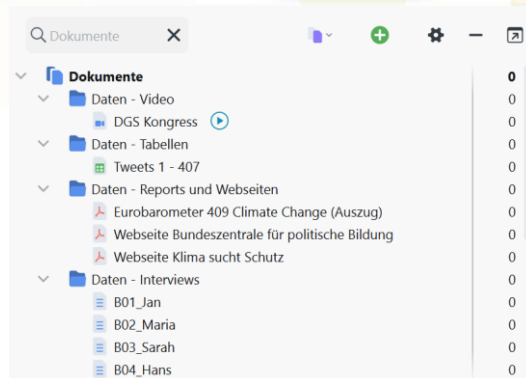 Dokumente
Dokumente 0
Daten - Video 0
DGS Kongress 0
Daten - Tabellen 0
Tweets 1 - 407 0
Daten - Reports und Webseiten 0
Eurobarometer 409 Climate Change (Auszug) 0
Webseite Bundeszentrale für politische Bildung 0
Webseite Klima sucht Schutz 0
Daten - Interviews 0
B01_Jan 0
B02_Maria 0
B03_Sarah 0
B04_Hans 0